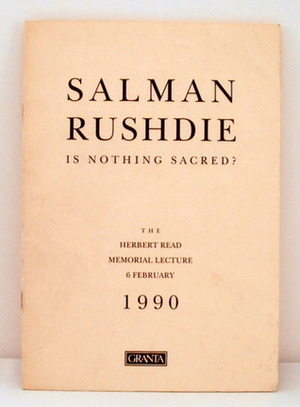 SALMAN
RUSHDIE
IS NOTHING SACRED?
THE
HERBERT READ
MEMORIAL LECTURE
6 FEBRUARY
1990
GRANTA